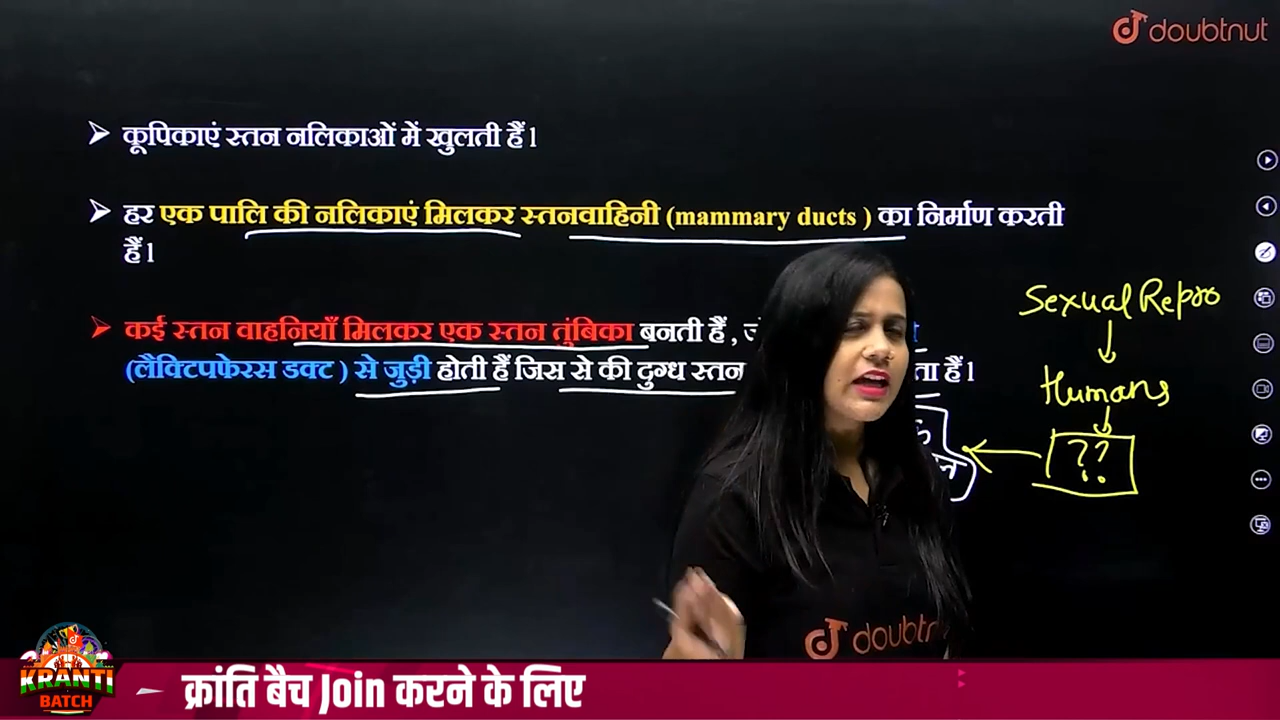 doubtnut
➤ कूपिकाएं स्तन नलिकाओं में खुलती हैं l
➤ हर एक पालि की नलिकाएं मिलकर स्तनवाहिनी (mammary ducts ) का निर्माण करती
हैं l
➤ कई स्तन वाहनियाँ मिलकर एक स्तन तुंबिका बनती हैं ,
(लैक्टिपफेरस डक्ट ) से जुड़ी होती हैं जिस से की दुग्ध स्तन हैं l
Sexual Repro
Humans
??
doubtn
KRANTI
BATCH
क्रांति बैच Join करने के लिए